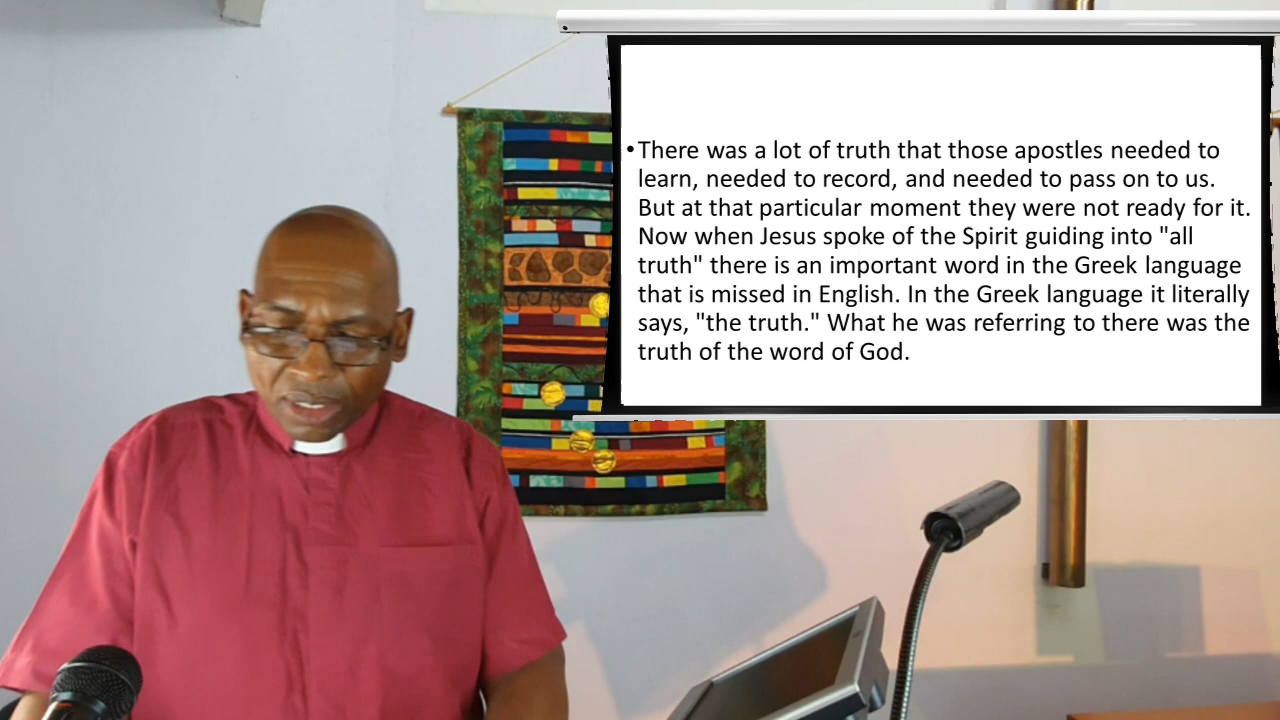 •There was a lot of truth that those apostles needed to
learn, needed to record, and needed to pass on to us.
But at that particular moment they were not ready for it.
Now when Jesus spoke of the Spirit guiding into "all
truth" there is an important word in the Greek language
that is missed in English. In the Greek language it literally
says, "the truth." What he was referring to there was the
truth of the word of God.